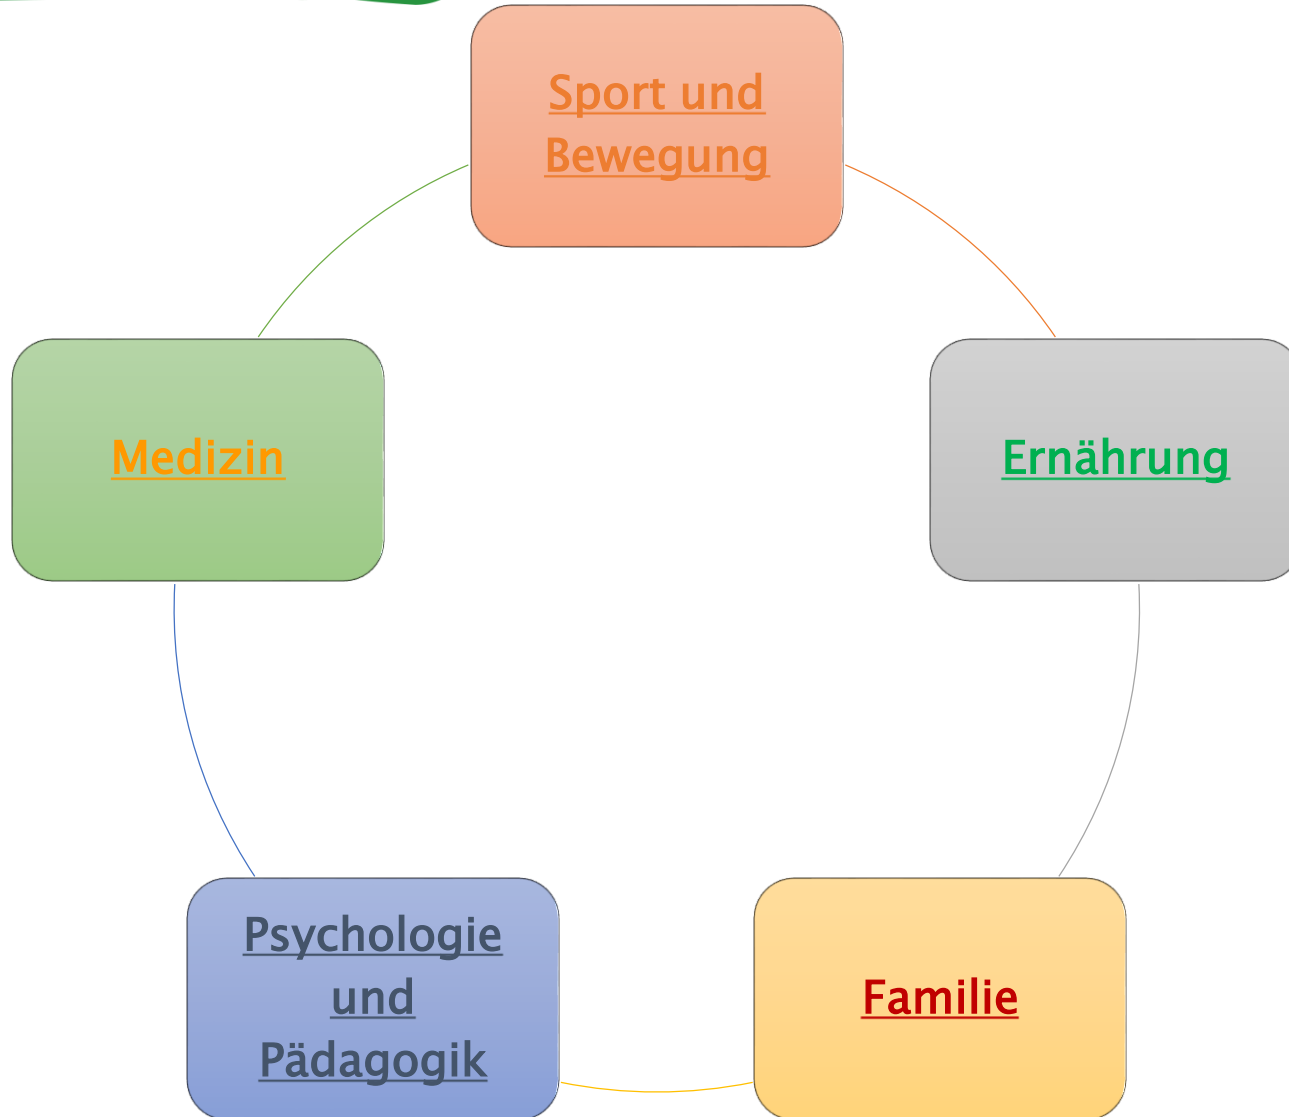 Sport und
Bewegung
Medizin
Ernährung
Psychologie
und
Pädagogik
Familie